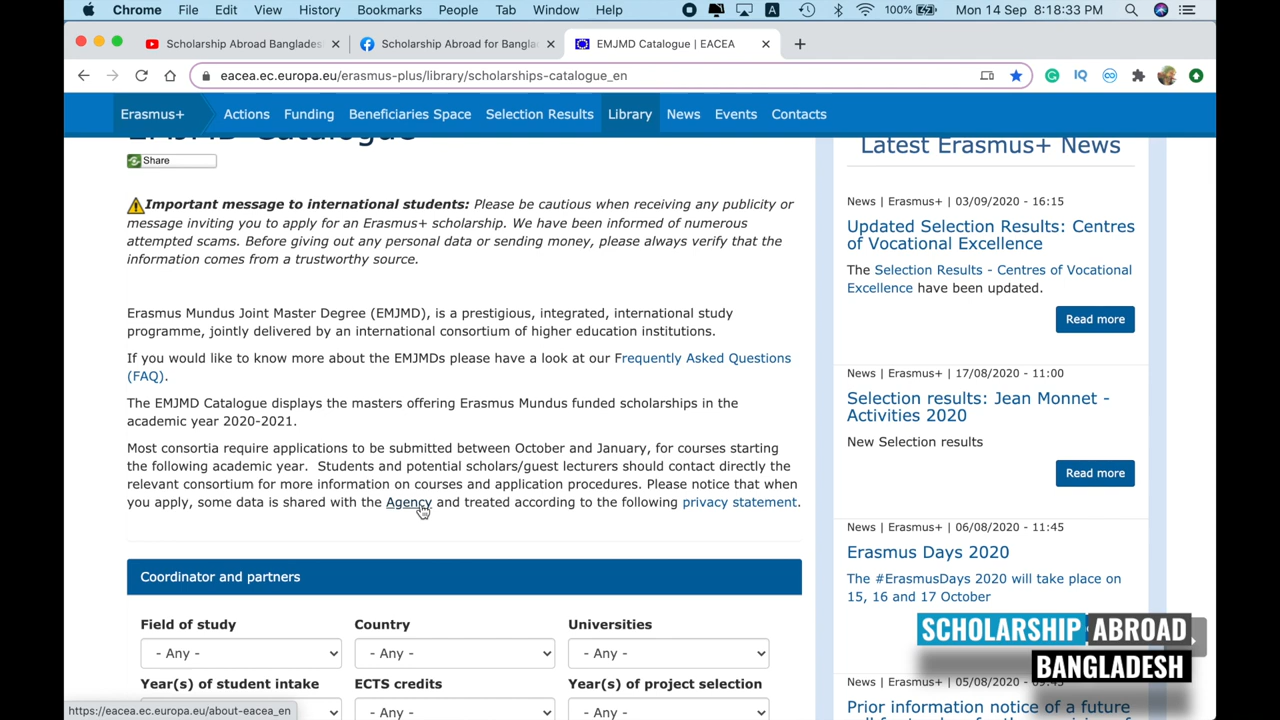 Chrome File Edit View History Bookmarks People Tab Window Help A 100% Mon 14 Sep 8:18:33 PM
Scholarship Abroad Banglades
Scholarship Abroad for Bangla
EMJMD Catalogue | EACEA
eacea.ec.europa.eu/erasmus-plus/library/scholarships-catalogue_en
IQ
Erasmus+ Actions Funding Beneficiaries Space Selection Results Library News Events Contacts
EMJMD Catalogue
Share
Important message to international students: Please be cautious when receiving any publicity or
message inviting you to apply for an Erasmus+ scholarship. We have been informed of numerous
attempted scams. Before giving out any personal data or sending money, please always verify that the
information comes from a trustworthy source.
Erasmus Mundus Joint Master Degree (EMJMD), is a prestigious, integrated, international study
programme, jointly delivered by an international consortium of higher education institutions.
If you would like to know more about the EMJMDs please have a look at our Frequently Asked Questions
(FAQ).
The EMJMD Catalogue displays the masters offering Erasmus Mundus funded scholarships in the
academic year 2020-2021.
Most consortia require applications to be submitted between October and January, for courses starting
the following academic year. Students and potential scholars/guest lecturers should contact directly the
relevant consortium for more information on courses and application procedures. Please notice that when
you apply, some data is shared with the Agency and treated according to the following privacy statement.
Coordinator and partners
Field of study Country Universities
- Any - - Any - - Any -
Year(s) of student intake ECTS credits Year(s) of project selection
- Any - - Any -
https://eacea.ec.europa.eu/about-eacea_en
Latest Erasmus+ News
News | Erasmus+ | 03/09/2020 - 16:15
Updated Selection Results: Centres
of Vocational Excellence
The Selection Results - Centres of Vocational
Excellence have been updated.
Read more
News | Erasmus+ | 17/08/2020 - 11:00
Selection results: Jean Monnet -
Activities 2020
New Selection results
Read more
News | Erasmus+ | 06/08/2020 - 11:45
Erasmus Days 2020
The #ErasmusDays 2020 will take place on
15, 16 and 17 October
SCHOLARSHIP ABROAD
BANGLADESH
News | Erasmus+ | 05/08/2020 - 09:45
Prior information notice of a future